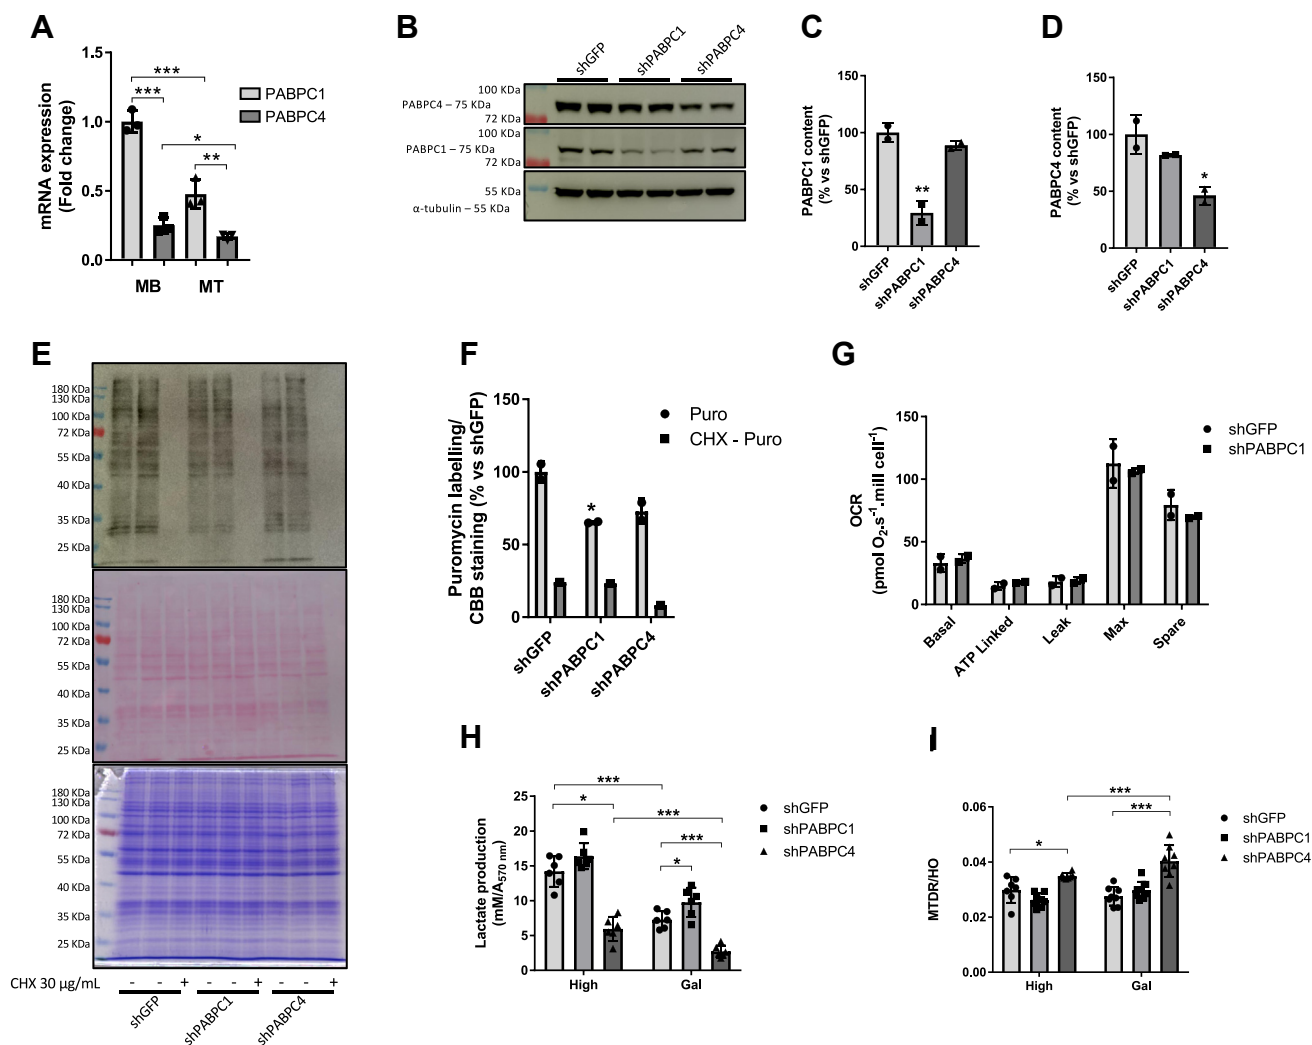 A
mRNA expression
(Fold change)
1.5
1.0
0.5
0.0
***
***
*
**
PABPC1
PABPC4
MB
MT
B
shGFP
shPABPC1
shPABPC4
100 KDa
PABPC4 – 75 KDa
72 KDa
100 KDa
PABPC1 – 75 KDa
72 KDa
55 KDa
α-tubulin – 55 KDa
C
PABPC1 content
(% vs shGFP)
150
100
50
0
**
shGFP
shPABPC1
shPABPC4
D
PABPC4 content
(% vs shGFP)
150
100
50
0
*
shGFP
shPABPC1
shPABPC4
E
180 KDa
130 KDa
100 KDa
72 KDa
55 KDa
40 KDa
35 KDa
25 KDa
180 KDa
130 KDa
100 KDa
72 KDa
55 KDa
40 KDa
35 KDa
25 KDa
180 KDa
130 KDa
100 KDa
72 KDa
55 KDa
40 KDa
35 KDa
25 KDa
CHX 30 µg/mL
- - + - - + - - +
shGFP
shPABPC1
shPABPC4
F
Puromycin labelling/
CBB staining (% vs shGFP)
150
100
50
0
*
Puro
CHX - Puro
shGFP
shPABPC1
shPABPC4
G
OCR
(pmol O₂.s⁻¹.mill cell⁻¹)
150
100
50
0
shGFP
shPABPC1
Basal
ATP Linked
Leak
Max
Spare
H
Lactate production
(mM/A₅₇₀ ₙₘ)
25
20
15
10
5
0
***
*
***
***
*
shGFP
shPABPC1
shPABPC4
High
Gal
I
MTDR/HO
0.06
0.04
0.02
0.00
***
***
*
shGFP
shPABPC1
shPABPC4
High
Gal